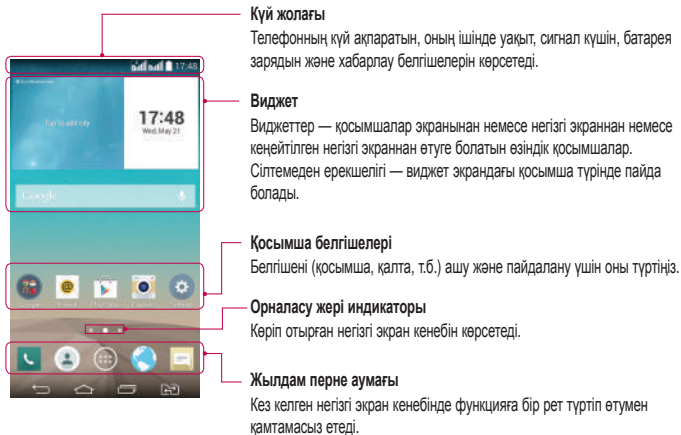 Күй жолағы
Телефонның күй ақпаратын, оның ішінде уақыт, сигнал күшін, батарея
зарядын және хабарлау белгішелерін көрсетеді.
17:48
Виджет
Виджеттер — қосымшалар экранынан немесе негізгі экраннан немесе
кеңейтілген негізгі экраннан өтуге болатын өзіндік қосымшалар.
Сілтемеден ерекшелігі — виджет экрандағы қосымша түрінде пайда
болады.
Tap to add city
17:48
Wed, May 21
Google
Қосымша белгішелері
Белгішені (қосымша, қалта, т.б.) ашу және пайдалану үшін оны түртіңіз.
Орналасу жері индикаторы
Көріп отырған негізгі экран кенебін көрсетеді.
Жылдам перне аумағы
Кез келген негізгі экран кенебінде функцияға бір рет түртіп өтумен
қамтамасыз етеді.